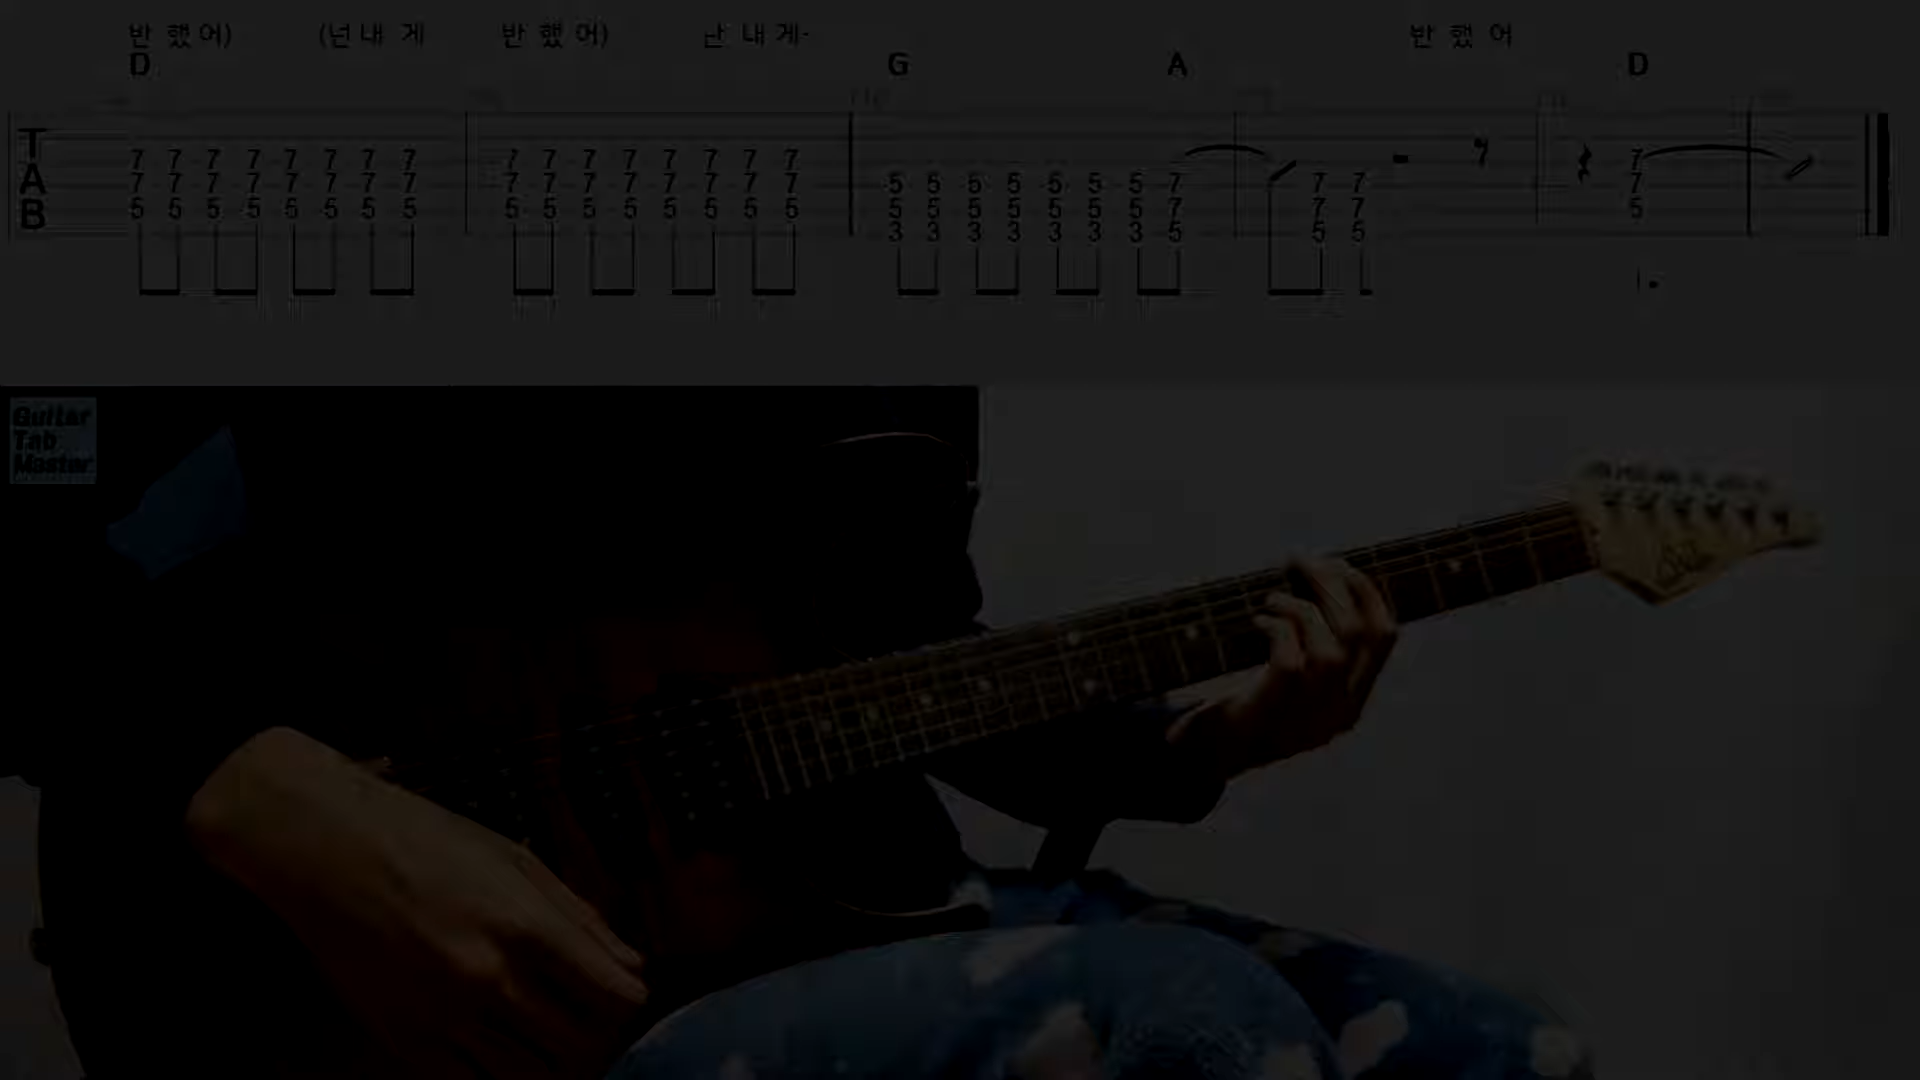 반 했 어) (넌 내 게 반 했 어) 난 내 게- 반 했 어
D G A D
T
A
B
7 7 7 7 7 7 7 7 7 7 7 7 7 7 7 7 7
7 7 7 7 7 7 7 7 7 7 7 7 7 7 7 7 5 5 5 5 5 5 5 7 7 7 7
5 5 5 5 5 5 5 5 5 5 5 5 5 5 5 5 5 5 5 5 5 5 5 7 7 7 5
3 3 3 3 3 3 3 5 5 5
Guitar
Tab
Master